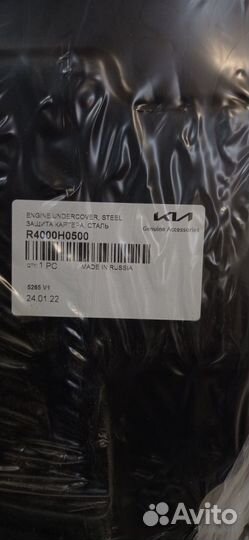 ENGINE UNDERCOVER, STEEL
ЗАЩИТА КАРТЕРА, СТАЛЬ
R4000H0500
KIA
Genuine Accessories
QTY. 1 PC MADE IN RUSSIA
5265 V1
24.01.22
Avito